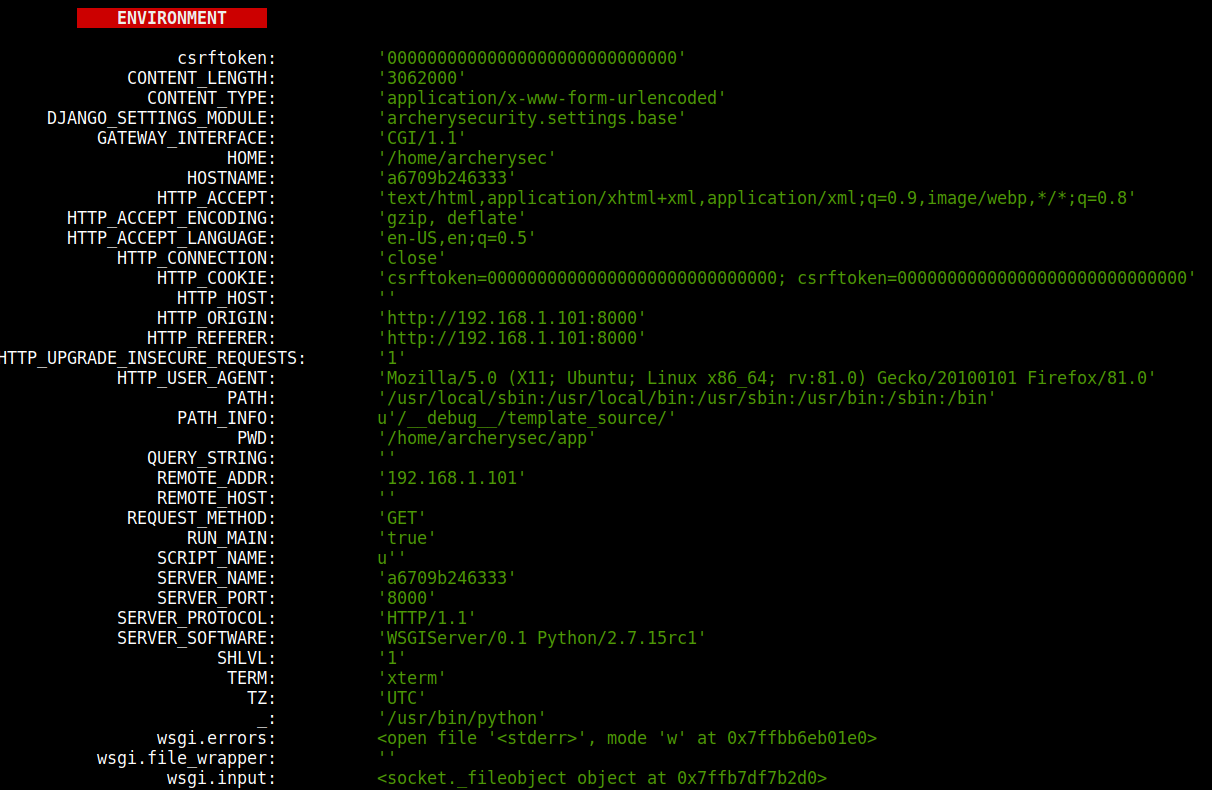 ENVIRONMENT
csrftoken: '00000000000000000000000000000'
CONTENT_LENGTH: '3062000'
CONTENT_TYPE: 'application/x-www-form-urlencoded'
DJANGO_SETTINGS_MODULE: 'archerysecurity.settings.base'
GATEWAY_INTERFACE: 'CGI/1.1'
HOME: '/home/archerysec'
HOSTNAME: 'a6709b246333'
HTTP_ACCEPT: 'text/html,application/xhtml+xml,application/xml;q=0.9,image/webp,*/*;q=0.8'
HTTP_ACCEPT_ENCODING: 'gzip, deflate'
HTTP_ACCEPT_LANGUAGE: 'en-US,en;q=0.5'
HTTP_CONNECTION: 'close'
HTTP_COOKIE: 'csrftoken=00000000000000000000000000000; csrftoken=00000000000000000000000000000'
HTTP_HOST: ''
HTTP_ORIGIN: 'http://192.168.1.101:8000'
HTTP_REFERER: 'http://192.168.1.101:8000'
HTTP_UPGRADE_INSECURE_REQUESTS: '1'
HTTP_USER_AGENT: 'Mozilla/5.0 (X11; Ubuntu; Linux x86_64; rv:81.0) Gecko/20100101 Firefox/81.0'
PATH: '/usr/local/sbin:/usr/local/bin:/usr/sbin:/usr/bin:/sbin:/bin'
PATH_INFO: u'/__debug__/template_source/'
PWD: '/home/archerysec/app'
QUERY_STRING: ''
REMOTE_ADDR: '192.168.1.101'
REMOTE_HOST: ''
REQUEST_METHOD: 'GET'
RUN_MAIN: 'true'
SCRIPT_NAME: u''
SERVER_NAME: 'a6709b246333'
SERVER_PORT: '8000'
SERVER_PROTOCOL: 'HTTP/1.1'
SERVER_SOFTWARE: 'WSGIServer/0.1 Python/2.7.15rc1'
SHLVL: '1'
TERM: 'xterm'
TZ: 'UTC'
_: '/usr/bin/python'
wsgi.errors: <open file '<stderr>', mode 'w' at 0x7ffbb6eb01e0>
wsgi.file_wrapper: ''
wsgi.input: <socket._fileobject object at 0x7ffb7df7b2d0>